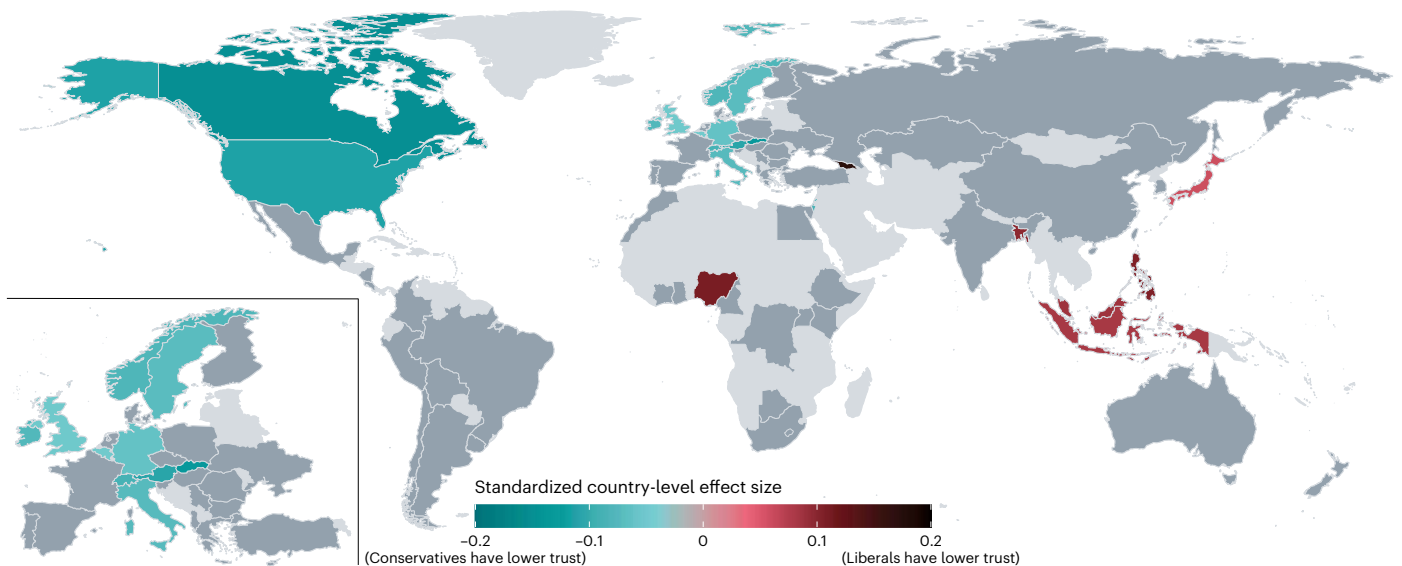 Standardized country-level effect size
−0.2 −0.1 0 0.1 0.2
(Conservatives have lower trust) (Liberals have lower trust)